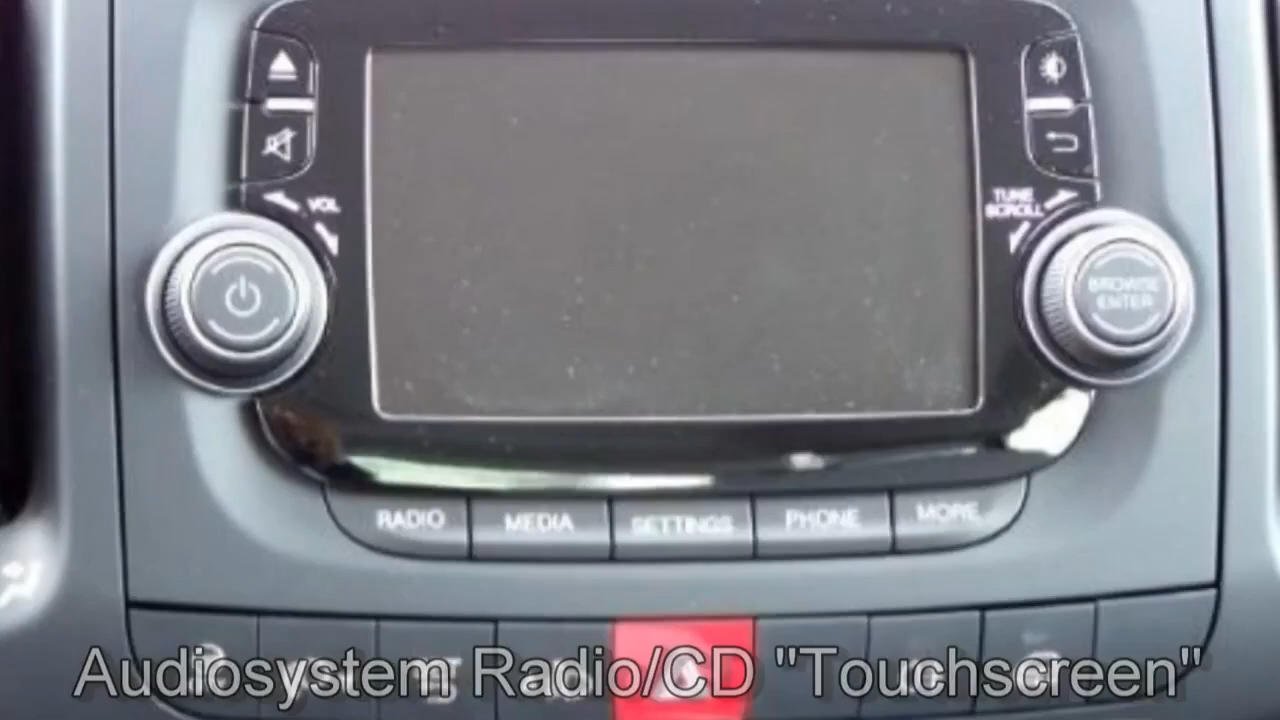 VOL
TUNE
SCROLL
BROWSE
ENTER
RADIO MEDIA SETTINGS PHONE MORE
Audiosystem Radio/CD "Touchscreen"